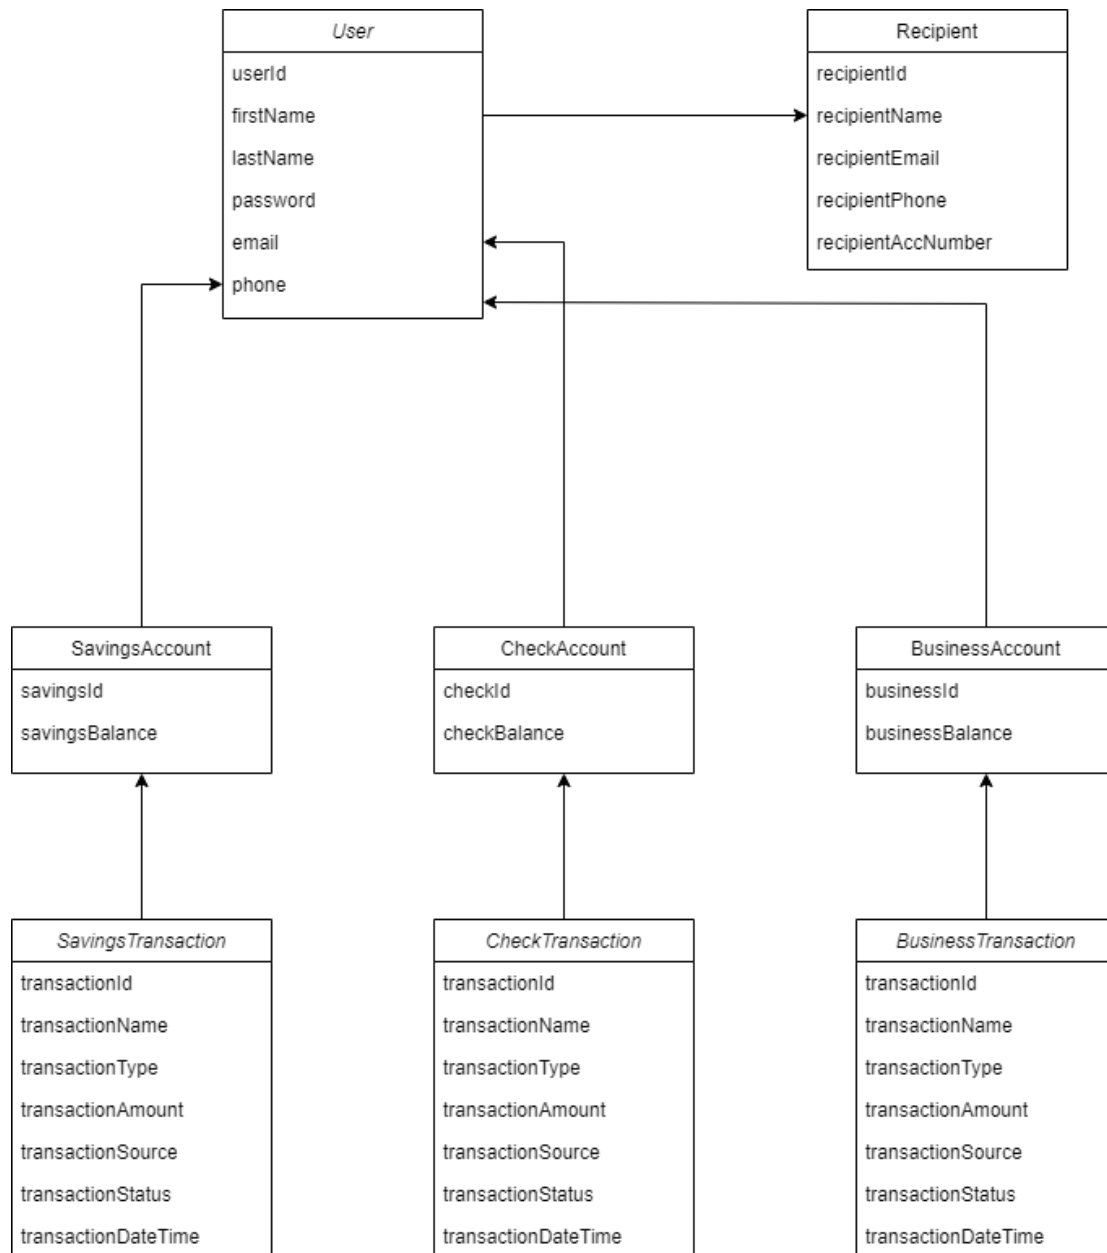 User
userId
firstName
lastName
password
email
phone
Recipient
recipientId
recipientName
recipientEmail
recipientPhone
recipientAccNumber
SavingsAccount
savingsId
savingsBalance
CheckAccount
checkId
checkBalance
BusinessAccount
businessId
businessBalance
SavingsTransaction
transactionId
transactionName
transactionType
transactionAmount
transactionSource
transactionStatus
transactionDateTime
CheckTransaction
transactionId
transactionName
transactionType
transactionAmount
transactionSource
transactionStatus
transactionDateTime
BusinessTransaction
transactionId
transactionName
transactionType
transactionAmount
transactionSource
transactionStatus
transactionDateTime